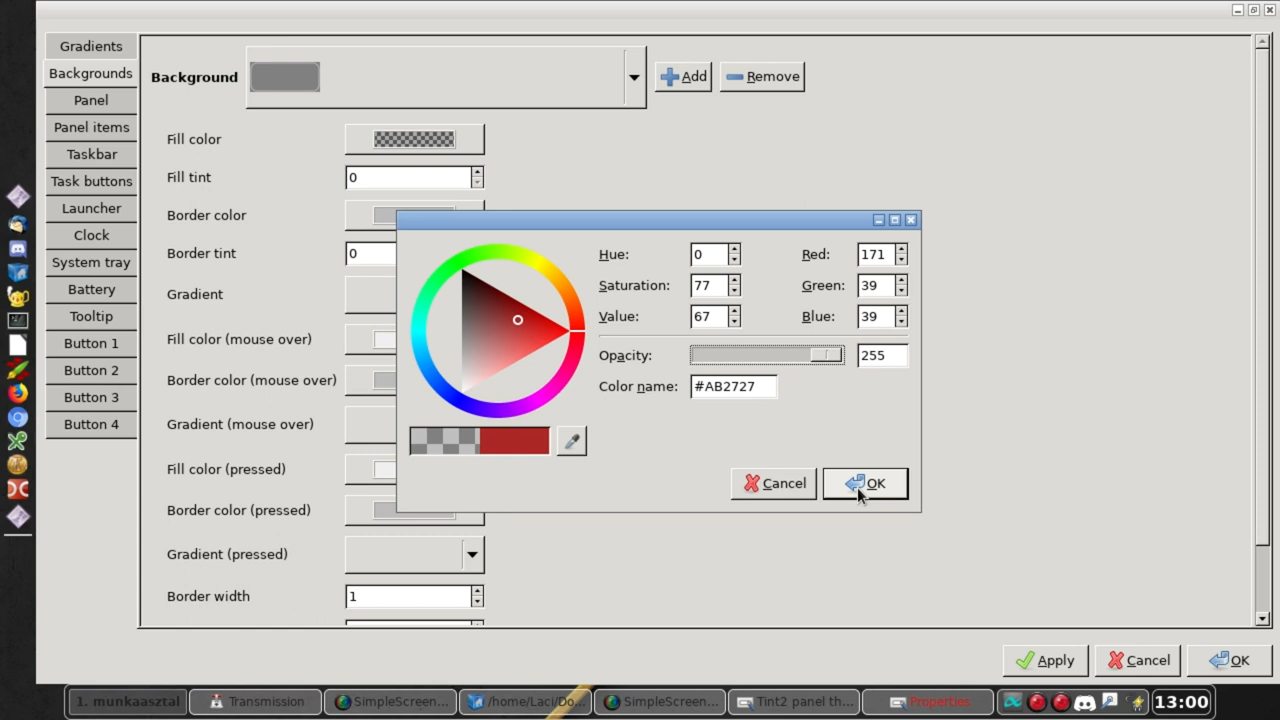 Gradients
Backgrounds
Panel
Panel items
Taskbar
Task buttons
Launcher
Clock
System tray
Battery
Tooltip
Button 1
Button 2
Button 3
Button 4
Background
Add
Remove
Fill color
Fill tint
0
Border color
Border tint
0
Gradient
Fill color (mouse over)
Border color (mouse over)
Gradient (mouse over)
Fill color (pressed)
Border color (pressed)
Gradient (pressed)
Border width
1
Hue:
0
Red:
171
Saturation:
77
Green:
39
Value:
67
Blue:
39
Opacity:
255
Color name:
#AB2727
Cancel
OK
Apply
Cancel
OK
1. munkaasztal
Transmission
SimpleScreen...
/home/Laci/Do...
SimpleScreen...
Tint2 panel th...
Properties
13:00